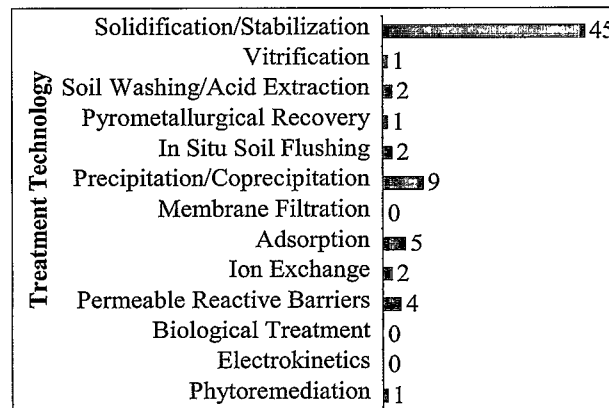 Treatment Technology
Solidification/Stabilization 45
Vitrification 1
Soil Washing/Acid Extraction 2
Pyrometallurgical Recovery 1
In Situ Soil Flushing 2
Precipitation/Coprecipitation 9
Membrane Filtration 0
Adsorption 5
Ion Exchange 2
Permeable Reactive Barriers 4
Biological Treatment 0
Electrokinetics 0
Phytoremediation 1